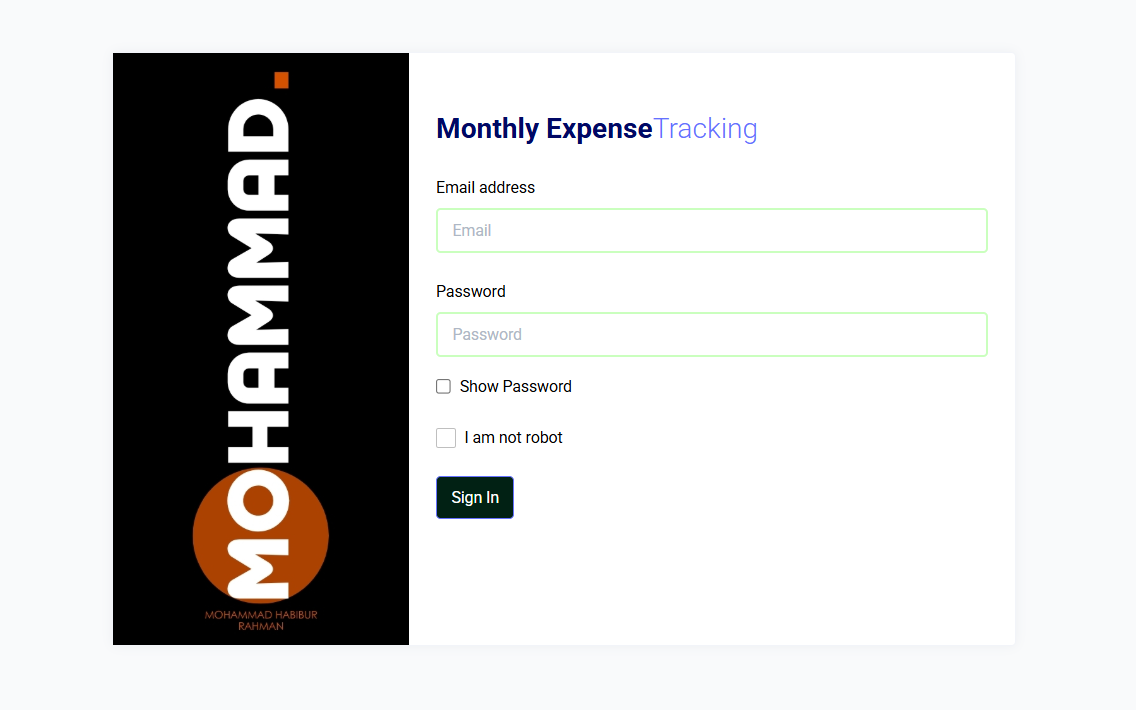 MOHAMMAD.
MOHAMMAD HABIBUR
RAHMAN
Monthly ExpenseTracking
Email address
Email
Password
Password
Show Password
I am not robot
Sign In